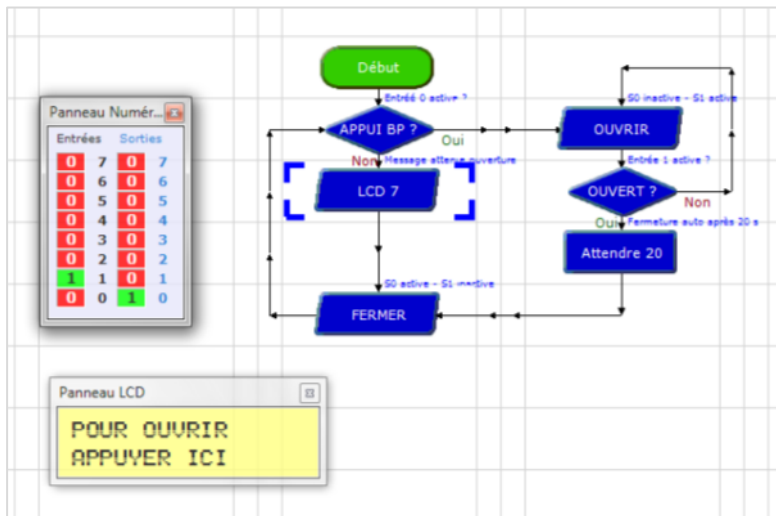 Début
Entréé 0 active ?
S0 inactive - S1 active
Panneau Numér...
Entrées Sorties
0 7 0 7
0 6 0 6
0 5 0 5
0 4 0 4
0 3 0 3
0 2 0 2
1 1 0 1
0 0 1 0
APPUI BP ?
Oui
OUVRIR
Non
Message attenue ouverture
Entrée 1 active ?
LCD 7
OUVERT ?
Non
Oui
Fermeture auto après 20 s
Attendre 20
S0 active - S1 inactive
FERMER
Panneau LCD
POUR OUVRIR
APPUYER ICI